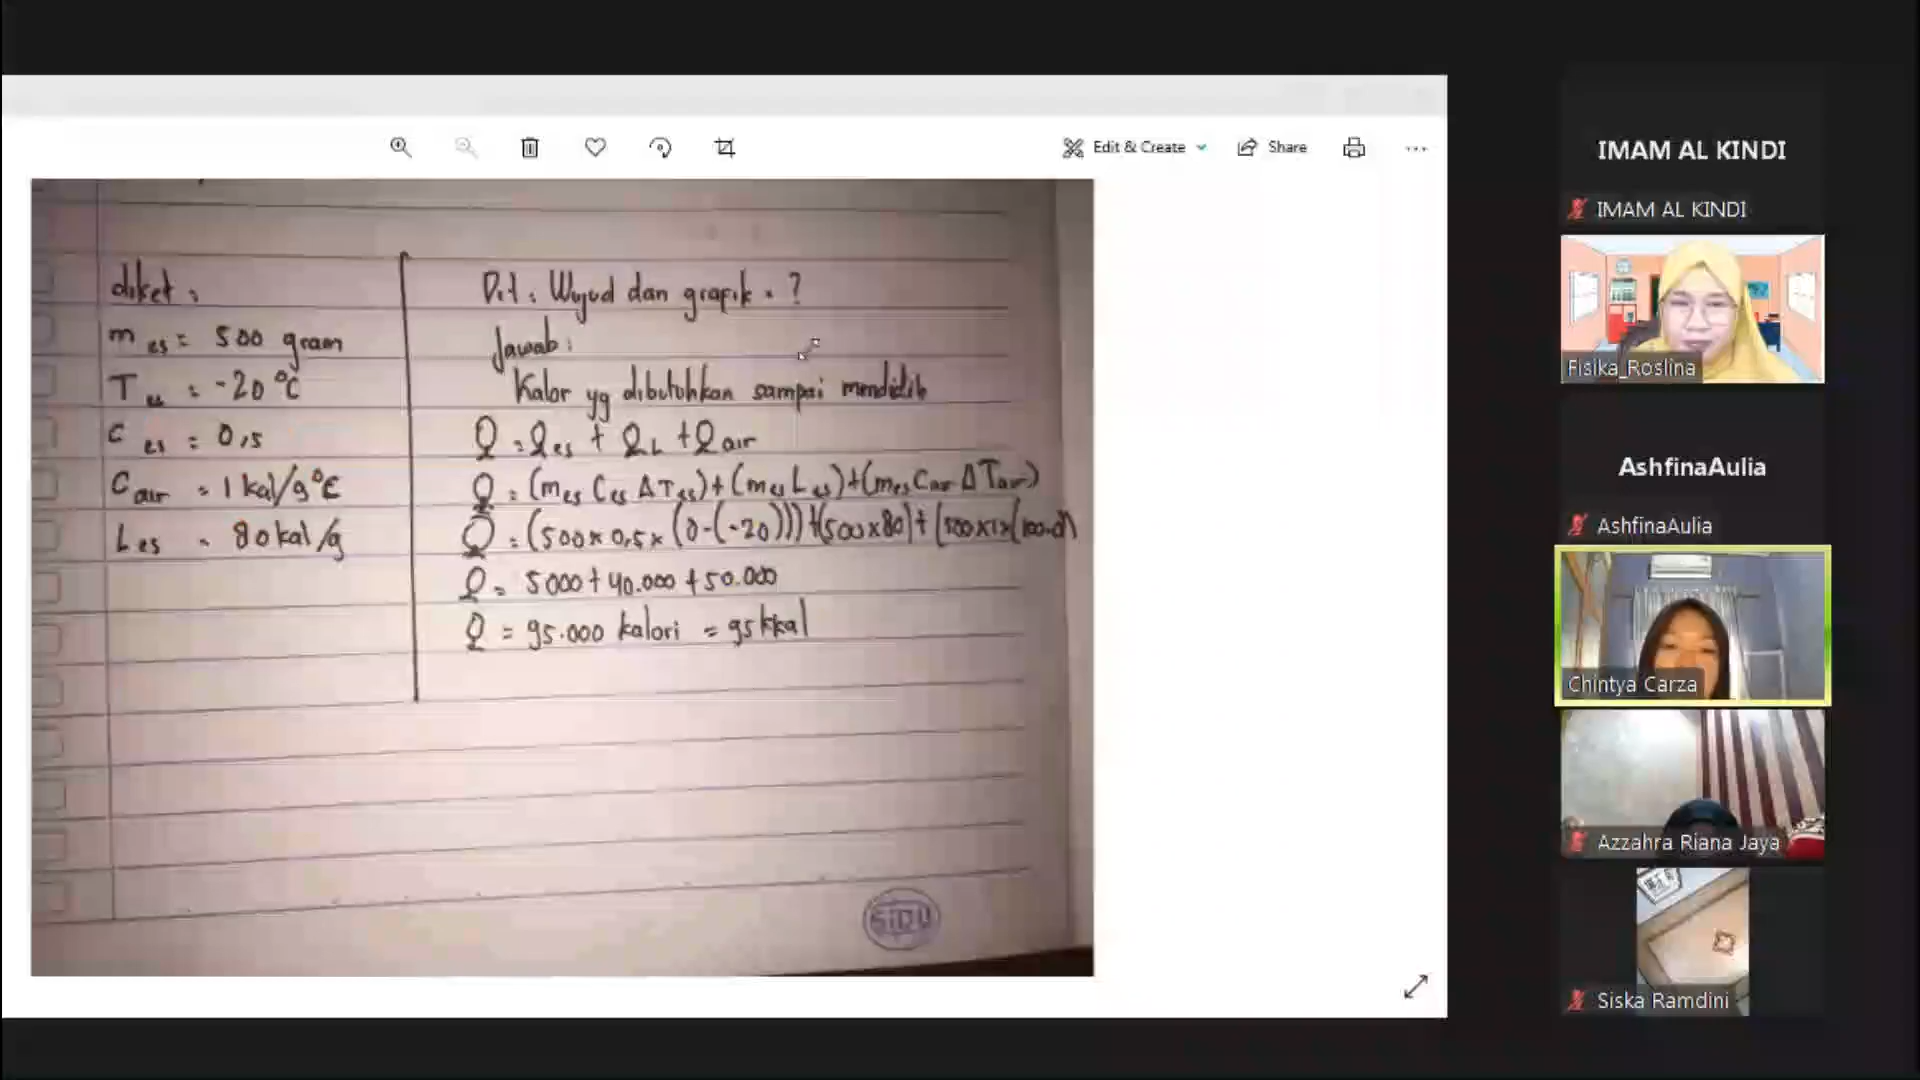 Edit & Create
Share
diket :
m es = 500 gram
T es = -20 °C
C es = 0,5
C air = 1 kal/g°C
L es = 80 kal/g
Dit : Wujud dan grafik = ?
Jawab :
Kalor yg dibutuhkan sampai mendidih
Q = Q es + Q L + Q air
Q = (m es C es ΔT es) + (m es L es) + (m es C air ΔT air)
Q = (500 x 0,5 x (0-(-20))) + (500 x 80) + (500 x 1 x (100-0))
Q = 5000 + 40.000 + 50.000
Q = 95.000 kalori = 95 kkal
SiDU
IMAM AL KINDI
IMAM AL KINDI
Fisika_Roslina
AshfinaAulia
AshfinaAulia
Chintya Carza
Azzahra Riana Jaya
Siska Ramdini